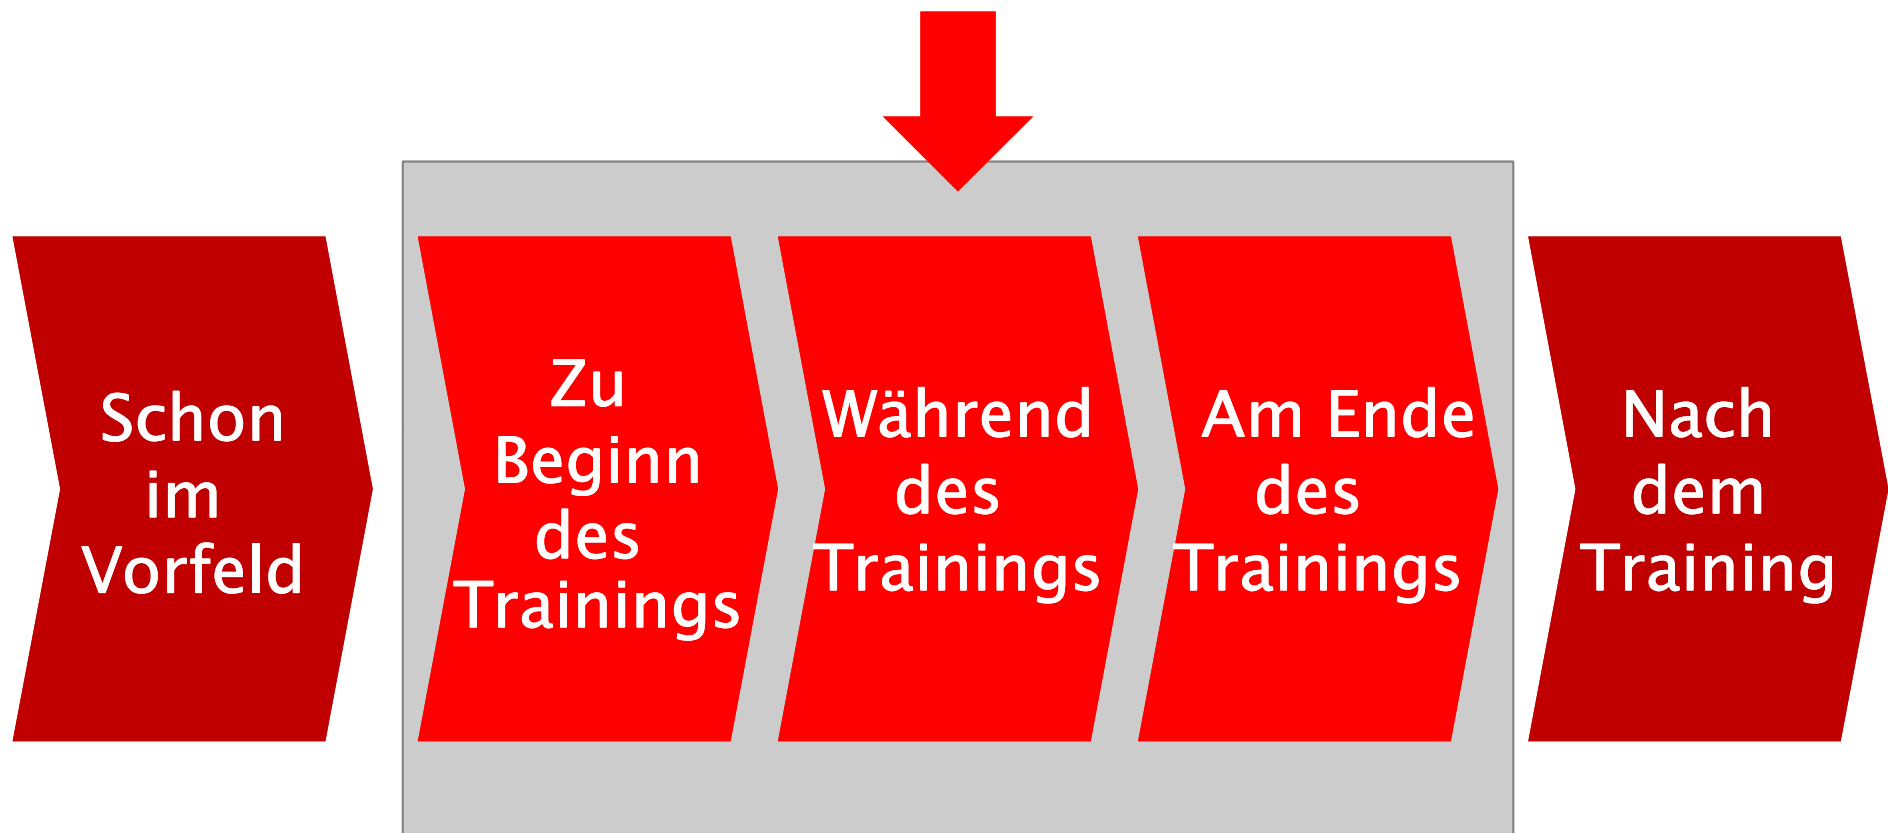 Schon
im
Vorfeld
Zu
Beginn
des
Trainings
Während
des
Trainings
Am Ende
des
Trainings
Nach
dem
Training